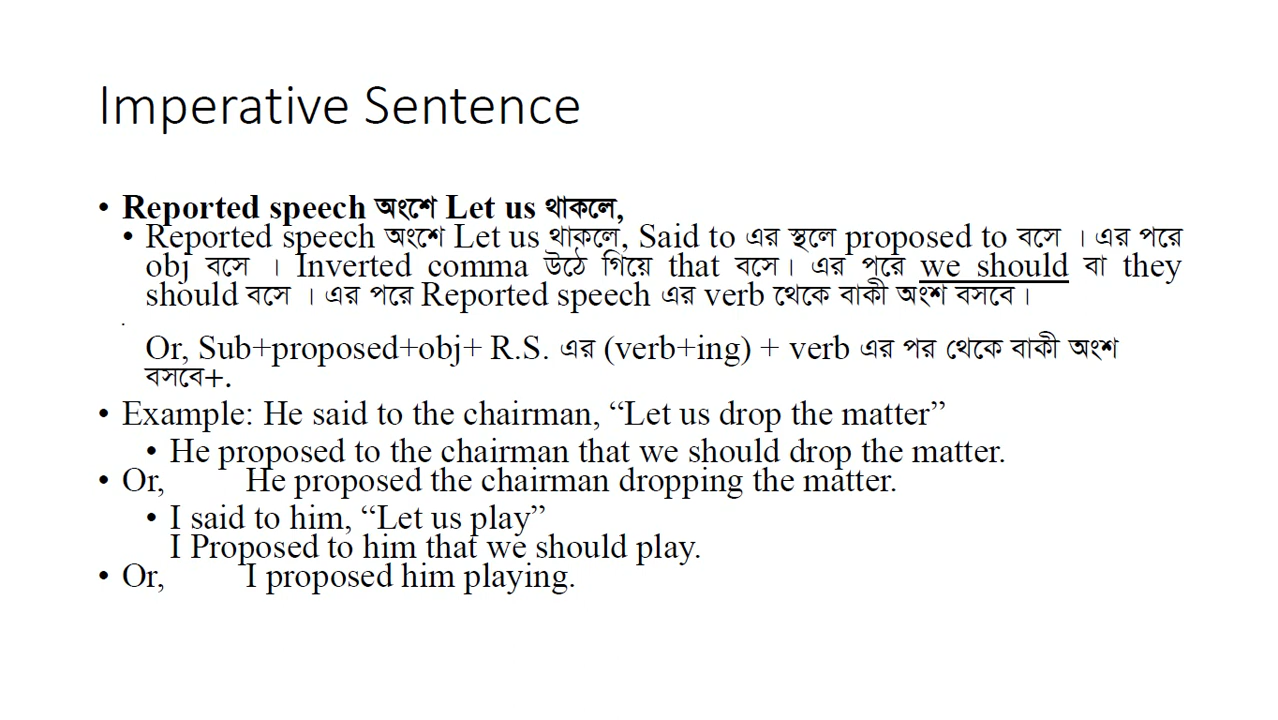 Imperative Sentence
• Reported speech অংশে Let us থাকলে,
• Reported speech অংশে Let us থাকলে, Said to এর স্থলে proposed to বসে । এর পরে
obj বসে । Inverted comma উঠে গিয়ে that বসে। এর পরে we should বা they
should বসে । এর পরে Reported speech এর verb থেকে বাকী অংশ বসবে।
.
Or, Sub+proposed+obj+ R.S. এর (verb+ing) + verb এর পর থেকে বাকী অংশ
বসবে+.
• Example: He said to the chairman, “Let us drop the matter”
• He proposed to the chairman that we should drop the matter.
• Or, He proposed the chairman dropping the matter.
• I said to him, “Let us play”
I Proposed to him that we should play.
• Or, I proposed him playing.